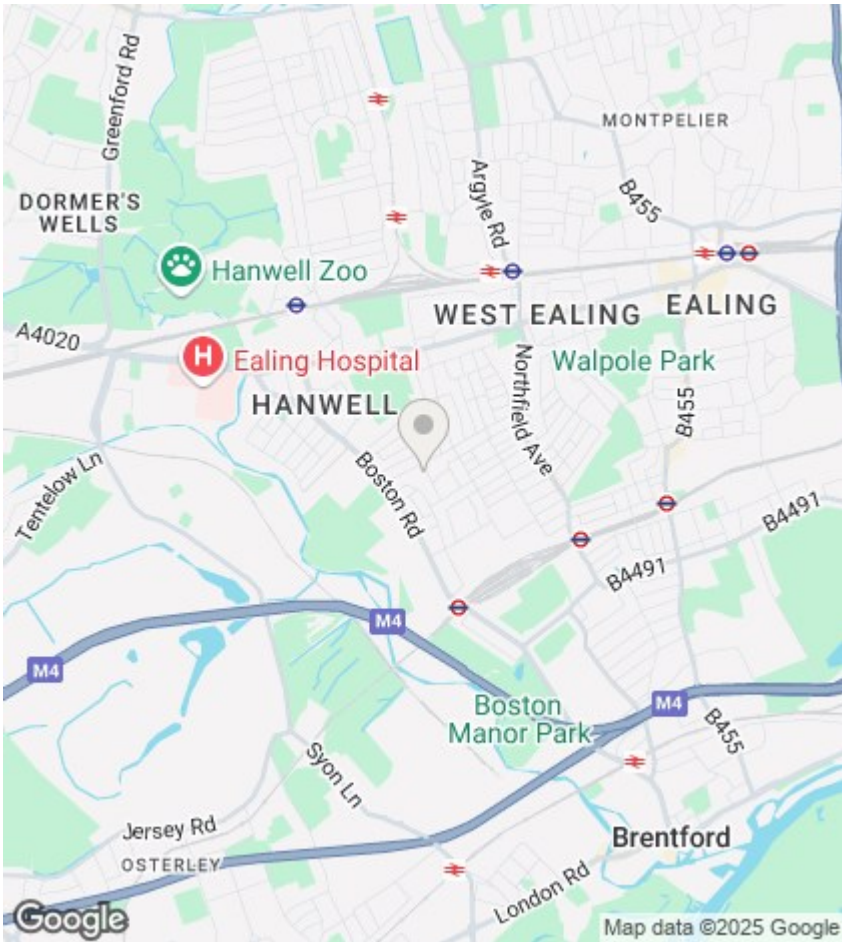 Greenford Rd
MONTPELIER
Argyle Rd
B455
DORMER'S
WELLS
Hanwell Zoo
WEST EALING
EALING
A4020
H
Ealing Hospital
Walpole Park
Northfield Ave
HANWELL
B455
Boston Rd
Tentelow Ln
B4491
B4491
M4
M4
M4
Boston
Manor Park
B455
Syon Ln
Jersey Rd
Brentford
OSTERLEY
London Rd
Google
Map data ©2025 Google